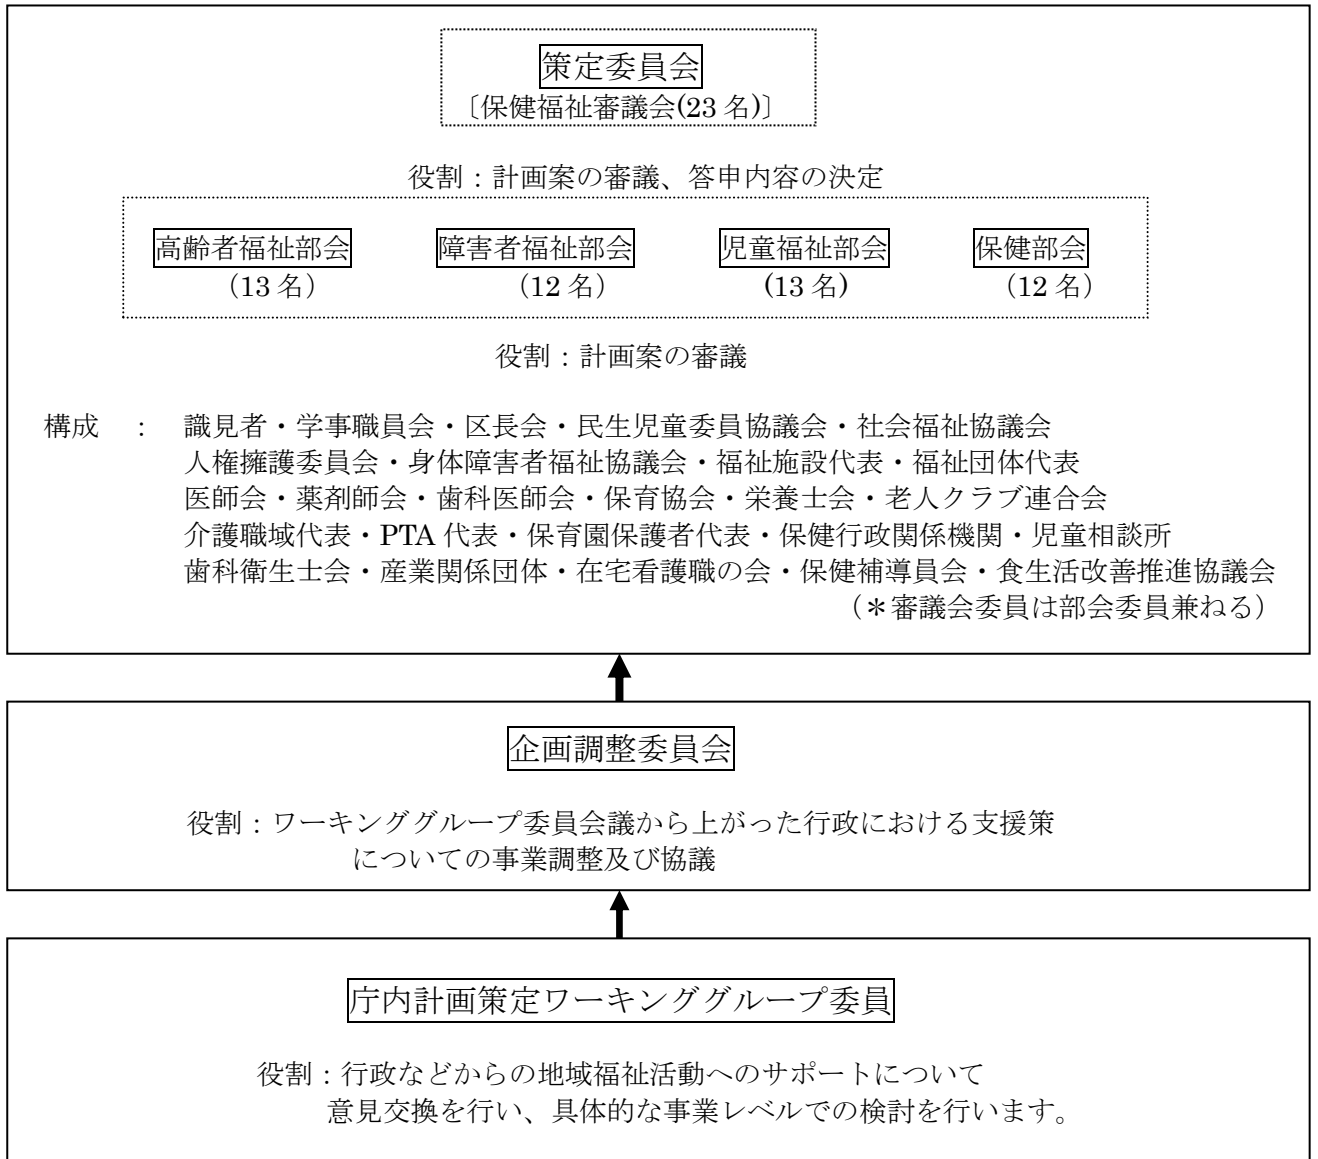 策定委員会
〔保健福祉審議会(23 名)〕
役割：計画案の審議、答申内容の決定
高齢者福祉部会 障害者福祉部会 児童福祉部会 保健部会
（13 名） （12 名） (13 名) （12 名）
役割：計画案の審議
構成 ： 識見者・学事職員会・区長会・民生児童委員協議会・社会福祉協議会
人権擁護委員会・身体障害者福祉協議会・福祉施設代表・福祉団体代表
医師会・薬剤師会・歯科医師会・保育協会・栄養士会・老人クラブ連合会
介護職域代表・PTA 代表・保育園保護者代表・保健行政関係機関・児童相談所
歯科衛生士会・産業関係団体・在宅看護職の会・保健補導員会・食生活改善推進協議会
（＊審議会委員は部会委員兼ねる）
企画調整委員会
役割：ワーキンググループ委員会議から上がった行政における支援策
についての事業調整及び協議
庁内計画策定ワーキンググループ委員
役割：行政などからの地域福祉活動へのサポートについて
意見交換を行い、具体的な事業レベルでの検討を行います。